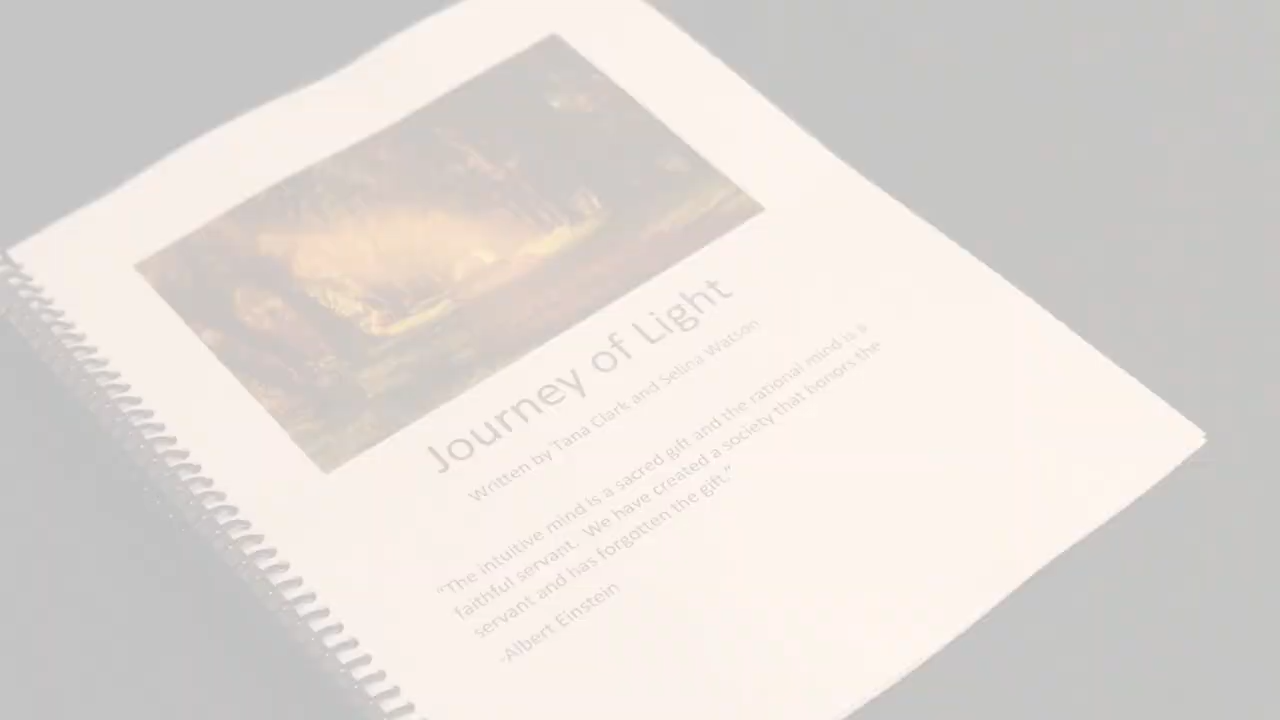 Journey of Light
Written by Tana Clark and Selina Watson
“The intuitive mind is a sacred gift and the rational mind is a
faithful servant.  We have created a society that honors the
servant and has forgotten the gift.”
-Albert Einstein